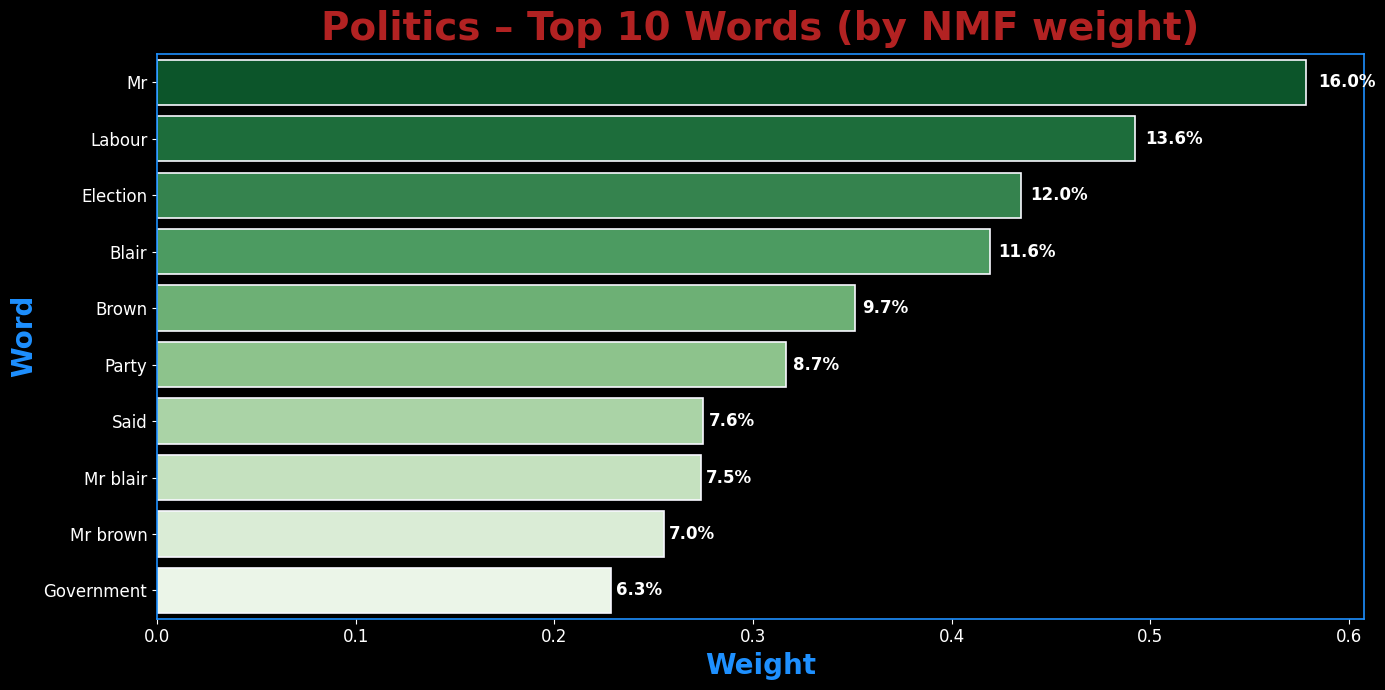 Politics – Top 10 Words (by NMF weight)
Mr 16.0%
Labour 13.6%
Election 12.0%
Blair 11.6%
Brown 9.7%
Party 8.7%
Said 7.6%
Mr blair 7.5%
Mr brown 7.0%
Government 6.3%
Word
0.0 0.1 0.2 0.3 0.4 0.5 0.6
Weight